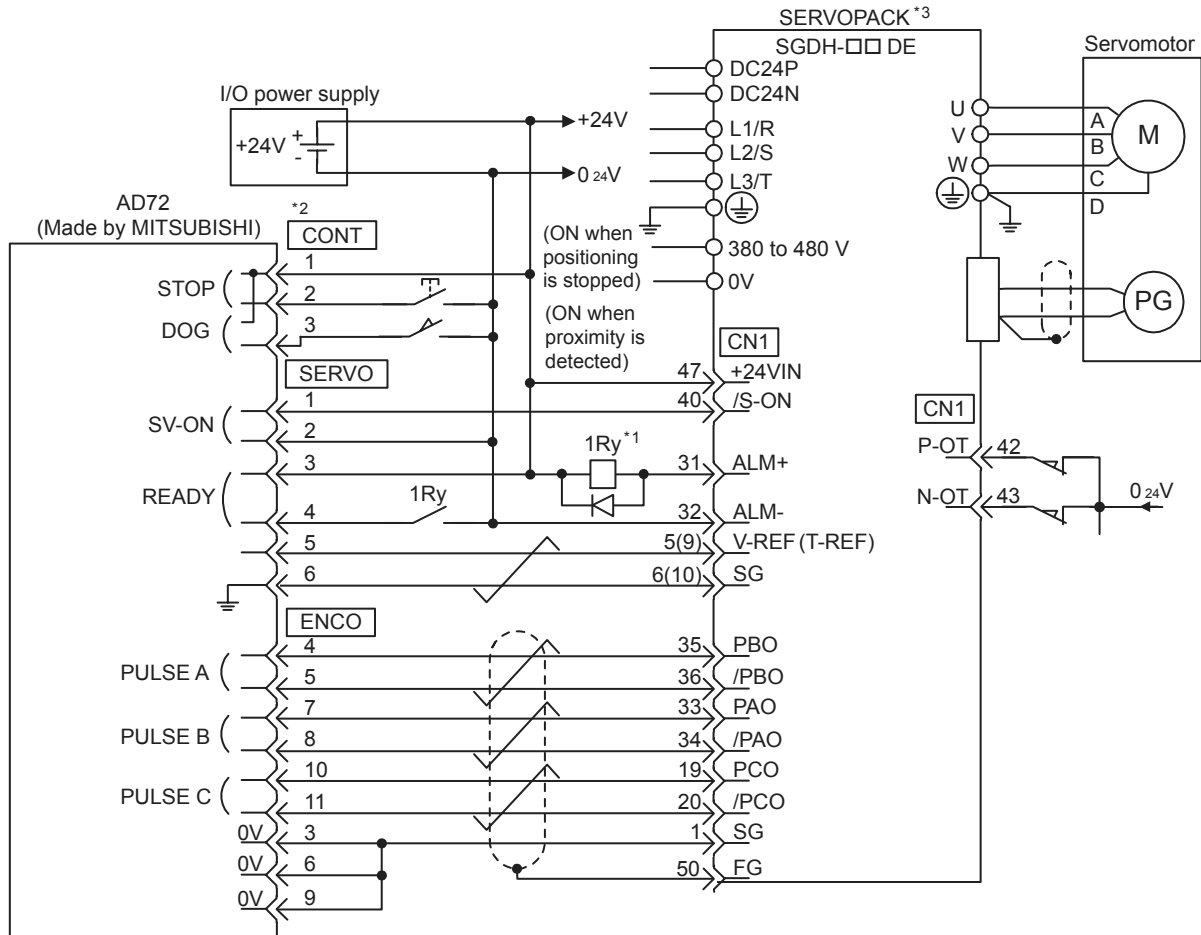 SERVOPACK *3
SGDH-□□ DE
Servomotor
DC24P
DC24N
I/O power supply
+24V + -
+24V
0 24V
L1/R
L2/S
L3/T
U
V
W
A
B
C
D
M
AD72
(Made by MITSUBISHI)
*2
CONT
380 to 480 V
0V
(ON when
positioning
is stopped)
(ON when
proximity is
detected)
STOP
1
2
DOG
3
PG
CN1
SERVO
47 +24VIN
SV-ON
1
40 /S-ON
2
CN1
READY
3
1Ry *1
31 ALM+
P-OT 42
4
1Ry
32 ALM-
N-OT 43
0 24V
5
5(9) V-REF (T-REF)
6
6(10) SG
ENCO
PULSE A
4
35 PBO
5
36 /PBO
PULSE B
7
33 PAO
8
34 /PAO
PULSE C
10
19 PCO
11
20 /PCO
0V 3
1 SG
0V 6
50 FG
0V 9